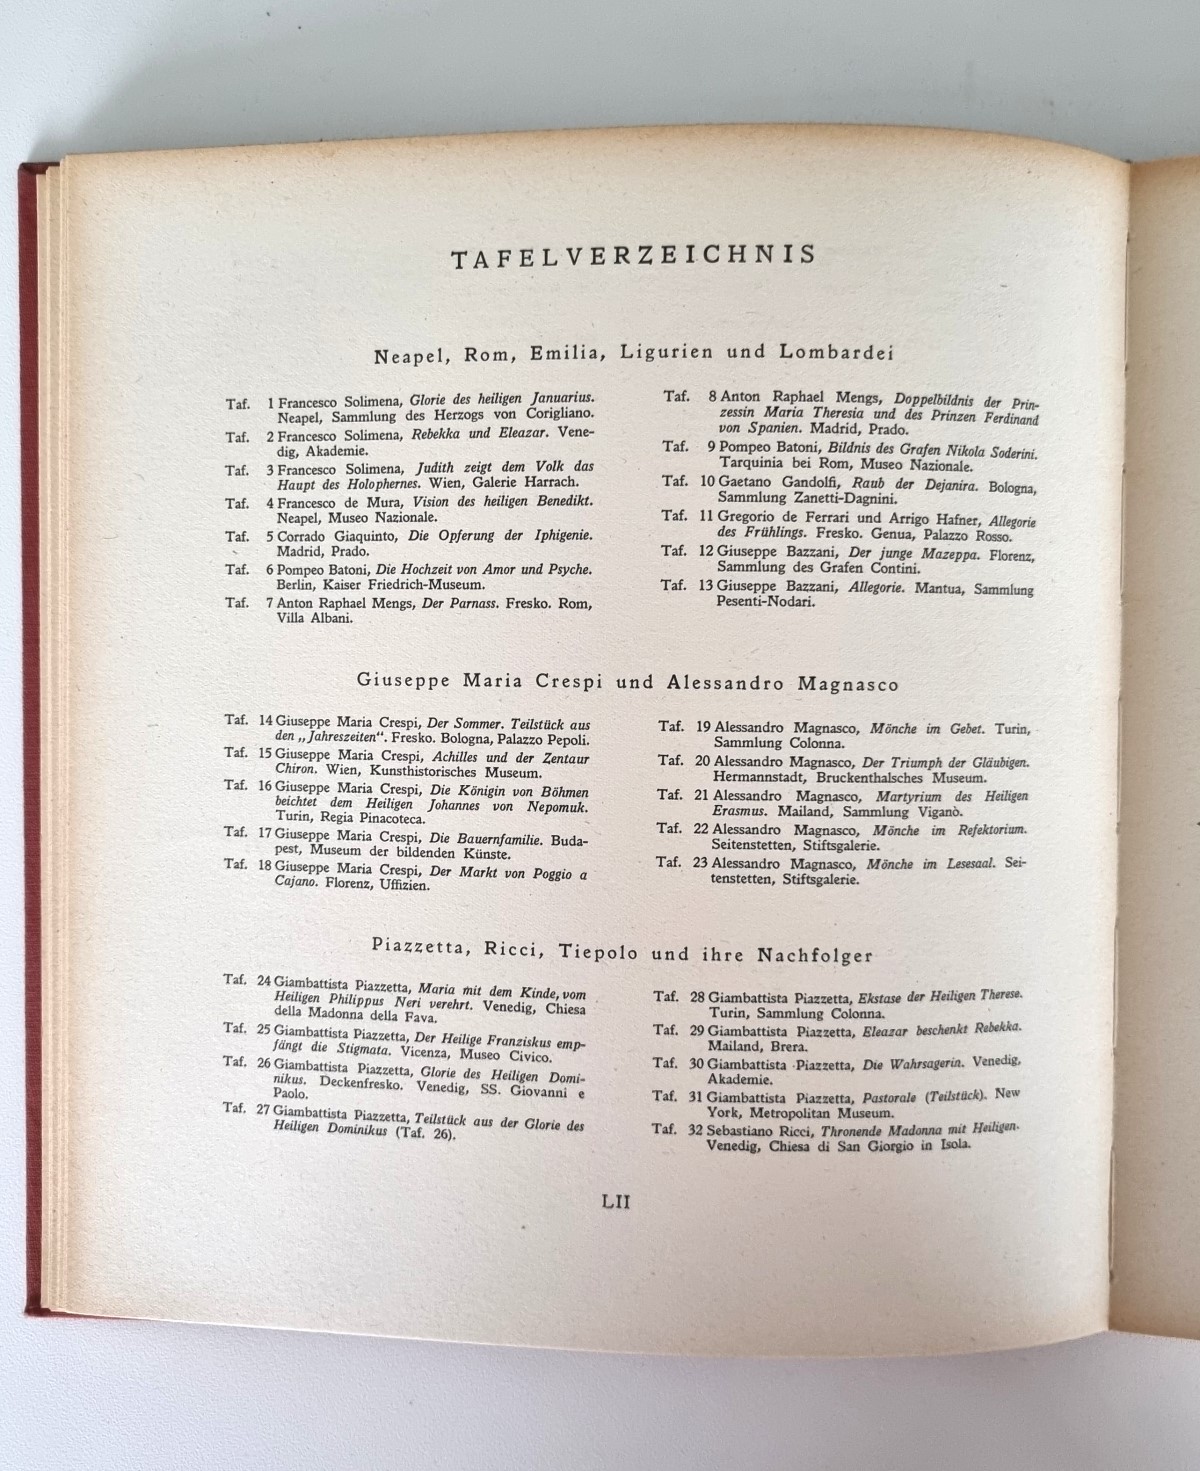 TAFELVERZEICHNIS
Neapel, Rom, Emilia, Ligurien und Lombardei
Taf. 1 Francesco Solimena, Glorie des heiligen Januarius.
Neapel, Sammlung des Herzogs von Corigliano.
Taf. 2 Francesco Solimena, Rebekka und Eleazar. Vene-
dig, Akademie.
Taf. 3 Francesco Solimena, Judith zeigt dem Volk das
Haupt des Holophernes. Wien, Galerie Harrach.
Taf. 4 Francesco de Mura, Vision des heiligen Benedikt.
Neapel, Museo Nazionale.
Taf. 5 Corrado Giaquinto, Die Opferung der Iphigenie.
Madrid, Prado.
Taf. 6 Pompeo Batoni, Die Hochzeit von Amor und Psyche.
Berlin, Kaiser Friedrich-Museum.
Taf. 7 Anton Raphael Mengs, Der Parnass. Fresko. Rom,
Villa Albani.
Taf. 8 Anton Raphael Mengs, Doppelbildnis der Prin-
zessin Maria Theresia und des Prinzen Ferdinand
von Spanien. Madrid, Prado.
Taf. 9 Pompeo Batoni, Bildnis des Grafen Nikola Soderini.
Tarquinia bei Rom, Museo Nazionale.
Taf. 10 Gaetano Gandolfi, Raub der Dejanira. Bologna,
Sammlung Zanetti-Dagnini.
Taf. 11 Gregorio de Ferrari und Arrigo Hafner, Allegorie
des Frühlings. Fresko. Genua, Palazzo Rosso.
Taf. 12 Giuseppe Bazzani, Der junge Mazeppa. Florenz,
Sammlung des Grafen Contini.
Taf. 13 Giuseppe Bazzani, Allegorie. Mantua, Sammlung
Pesenti-Nodari.
Giuseppe Maria Crespi und Alessandro Magnasco
Taf. 14 Giuseppe Maria Crespi, Der Sommer. Teilstück aus
den „Jahreszeiten“. Fresko. Bologna, Palazzo Pepoli.
Taf. 15 Giuseppe Maria Crespi, Achilles und der Zentaur
Chiron. Wien, Kunsthistorisches Museum.
Taf. 16 Giuseppe Maria Crespi, Die Königin von Böhmen
beichtet dem Heiligen Johannes von Nepomuk.
Turin, Regia Pinacoteca.
Taf. 17 Giuseppe Maria Crespi, Die Bauernfamilie. Buda-
pest, Museum der bildenden Künste.
Taf. 18 Giuseppe Maria Crespi, Der Markt von Poggio a
Cajano. Florenz, Uffizien.
Taf. 19 Alessandro Magnasco, Mönche im Gebet. Turin,
Sammlung Colonna.
Taf. 20 Alessandro Magnasco, Der Triumph der Gläubigen.
Hermannstadt, Bruckenthalsches Museum.
Taf. 21 Alessandro Magnasco, Martyrium des Heiligen
Erasmus. Mailand, Sammlung Viganò.
Taf. 22 Alessandro Magnasco, Mönche im Refektorium.
Seitenstetten, Stiftsgalerie.
Taf. 23 Alessandro Magnasco, Mönche im Lesesaal. Sei-
tenstetten, Stiftsgalerie.
Piazzetta, Ricci, Tiepolo und ihre Nachfolger
Taf. 24 Giambattista Piazzetta, Maria mit dem Kinde, vom
Heiligen Philippus Neri verehrt. Venedig, Chiesa
della Madonna della Fava.
Taf. 25 Giambattista Piazzetta, Der Heilige Franziskus emp-
fängt die Stigmata. Vicenza, Museo Civico.
Taf. 26 Giambattista Piazzetta, Glorie des Heiligen Domi-
nikus. Deckenfresko. Venedig, SS. Giovanni e
Paolo.
Taf. 27 Giambattista Piazzetta, Teilstück aus der Glorie des
Heiligen Dominikus (Taf. 26).
Taf. 28 Giambattista Piazzetta, Ekstase der Heiligen Therese.
Turin, Sammlung Colonna.
Taf. 29 Giambattista Piazzetta, Eleazar beschenkt Rebekka.
Mailand, Brera.
Taf. 30 Giambattista Piazzetta, Die Wahrsagerin. Venedig,
Akademie.
Taf. 31 Giambattista Piazzetta, Pastorale (Teilstück). New
York, Metropolitan Museum.
Taf. 32 Sebastiano Ricci, Thronende Madonna mit Heiligen.
Venedig, Chiesa di San Giorgio in Isola.
LII